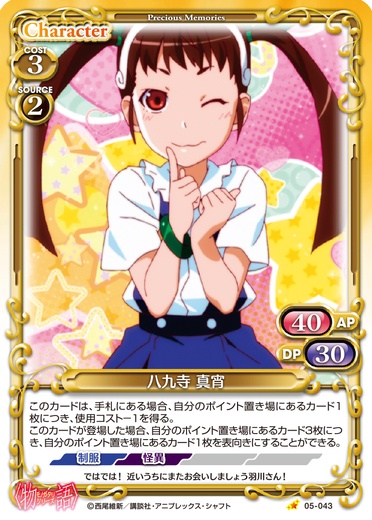 Precious Memories
Character
COST
3
SOURCE
2
40 AP
DP 30
八九寺 真宵
このカードは、手札にある場合、自分のポイント置き場にあるカード1
枚につき、使用コスト-1を得る。
このカードが登場した場合、自分のポイント置き場にあるカード3枚につ
き、自分のポイント置き場にあるカード1枚を表向きにすることができる。
制服 怪異
ではでは！ 近いうちにまたお会いしましょう羽川さん！
物語
©西尾維新／講談社・アニプレックス・シャフト
05-043